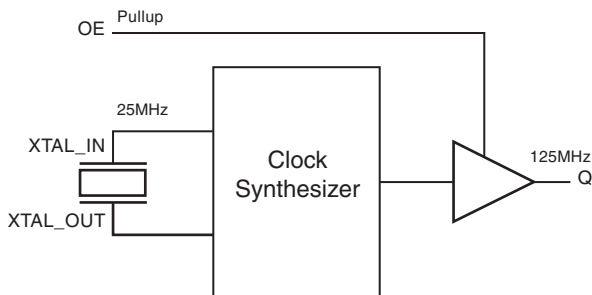 Pullup
OE
25MHz
XTAL_IN
Clock
Synthesizer
125MHz
Q
XTAL_OUT